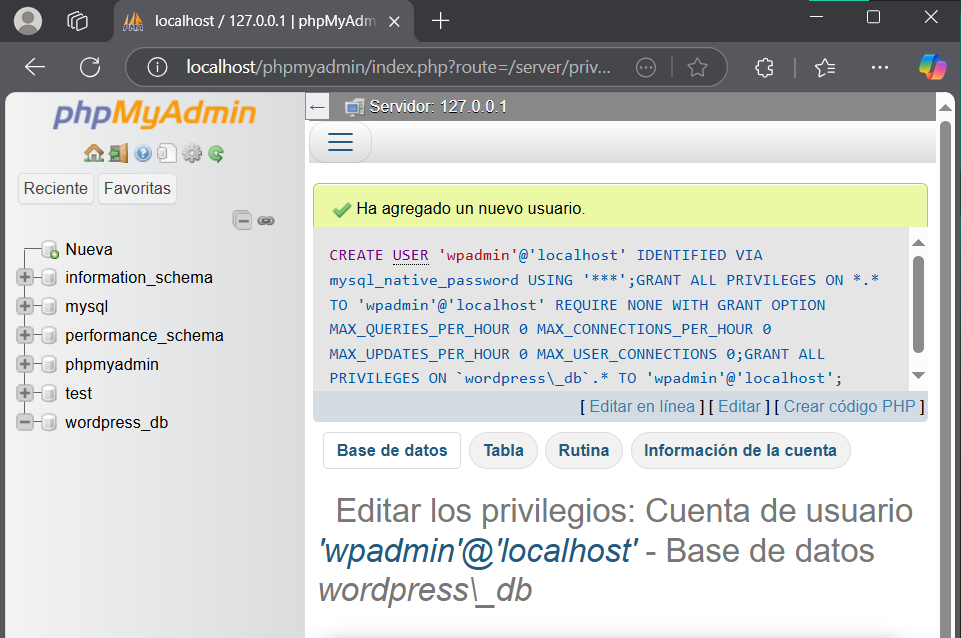 localhost / 127.0.0.1 | phpMyAdm
localhost/phpmyadmin/index.php?route=/server/priv...
phpMyAdmin
Reciente
Favoritas
Nueva
information_schema
mysql
performance_schema
phpmyadmin
test
wordpress_db
Servidor: 127.0.0.1
Ha agregado un nuevo usuario.
CREATE USER 'wpadmin'@'localhost' IDENTIFIED VIA
mysql_native_password USING '***';GRANT ALL PRIVILEGES ON *.*
TO 'wpadmin'@'localhost' REQUIRE NONE WITH GRANT OPTION
MAX_QUERIES_PER_HOUR 0 MAX_CONNECTIONS_PER_HOUR 0
MAX_UPDATES_PER_HOUR 0 MAX_USER_CONNECTIONS 0;GRANT ALL
PRIVILEGES ON `wordpress\_db`.* TO 'wpadmin'@'localhost';
[ Editar en línea ] [ Editar ] [ Crear código PHP ]
Base de datos
Tabla
Rutina
Información de la cuenta
Editar los privilegios: Cuenta de usuario
'wpadmin'@'localhost' - Base de datos
wordpress\_db